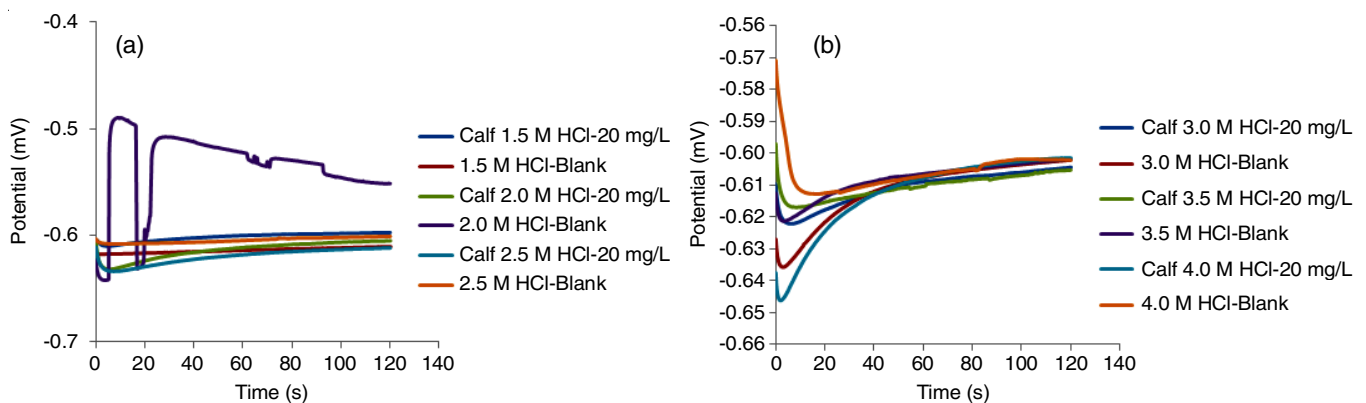 (a)
Potential (mV)
-0.4
-0.5
-0.6
-0.7
0 20 40 60 80 100 120 140
Time (s)
Calf 1.5 M HCl-20 mg/L
1.5 M HCl-Blank
Calf 2.0 M HCl-20 mg/L
2.0 M HCl-Blank
Calf 2.5 M HCl-20 mg/L
2.5 M HCl-Blank
(b)
Potential (mV)
-0.56
-0.57
-0.58
-0.59
-0.60
-0.61
-0.62
-0.63
-0.64
-0.65
-0.66
0 20 40 60 80 100 120 140
Time (s)
Calf 3.0 M HCl-20 mg/L
3.0 M HCl-Blank
Calf 3.5 M HCl-20 mg/L
3.5 M HCl-Blank
Calf 4.0 M HCl-20 mg/L
4.0 M HCl-Blank